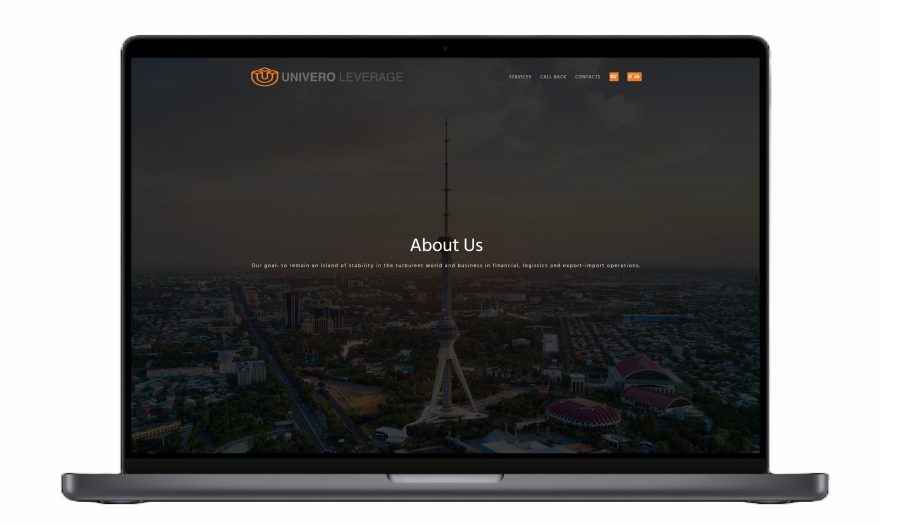 UNIVERO LEVERAGE
SERVICES CALL BACK CONTACTS RU O'zb
About Us
Our goal: to remain an island of stability in the turbulent world and business in financial, logistics and export-import operations.